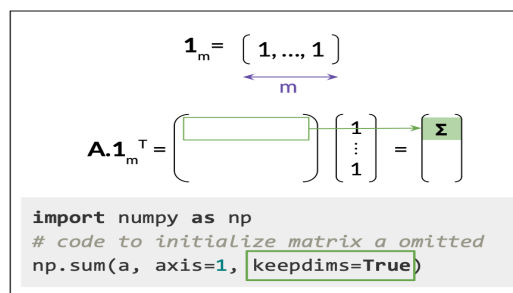 1m= ( 1, ..., 1 )
m
A.1mT = ( ) ( 1 ⋮ 1 ) = ( Σ )
import numpy as np
# code to initialize matrix a omitted
np.sum(a, axis=1, keepdims=True)